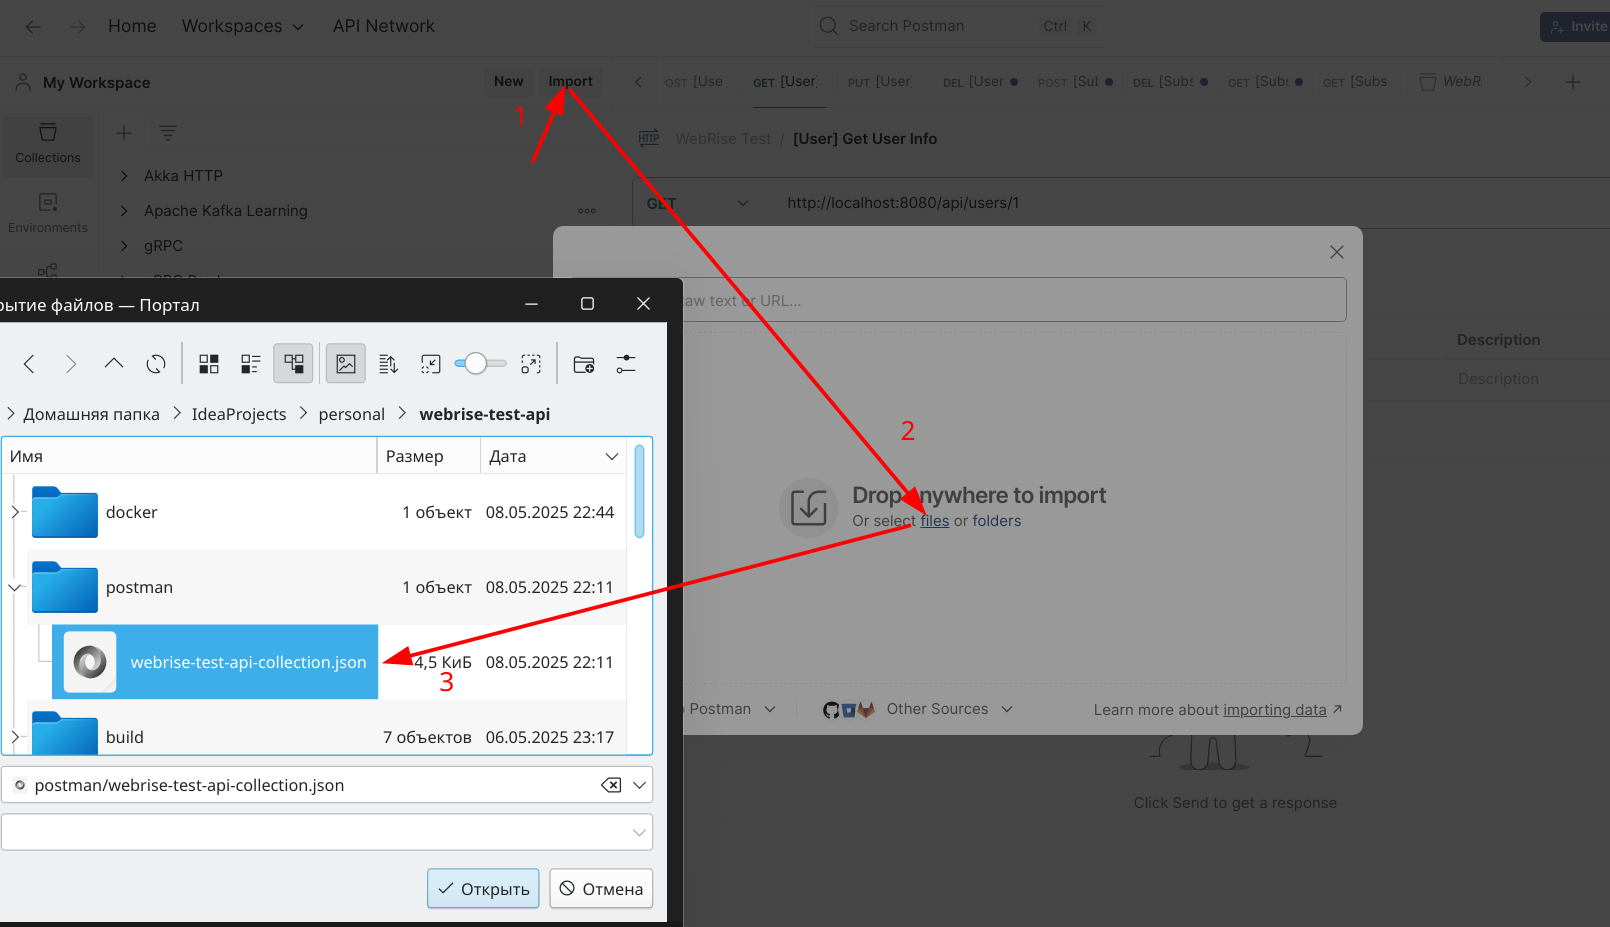 Home Workspaces API Network Search Postman Ctrl K Invite
My Workspace New Import POST [Use GET [User PUT [User DEL [User POST [Sut DEL [Subs GET [Subs GET [Subs WebR
1
Collections
Environments
Akka HTTP
Apache Kafka Learning
gRPC
HTTP WebRise Test / [User] Get User Info
GET http://localhost:8080/api/users/1
aw text or URL...
Description
Description
2
Drop anywhere to import
Or select files or folders
Postman Other Sources Learn more about importing data
Click Send to get a response
рытие файлов — Портал
Домашняя папка IdeaProjects personal webrise-test-api
Имя Размер Дата
docker 1 объект 08.05.2025 22:44
postman 1 объект 08.05.2025 22:11
webrise-test-api-collection.json 4,5 КиБ 08.05.2025 22:11
3
build 7 объектов 06.05.2025 23:17
postman/webrise-test-api-collection.json
Открыть Отмена